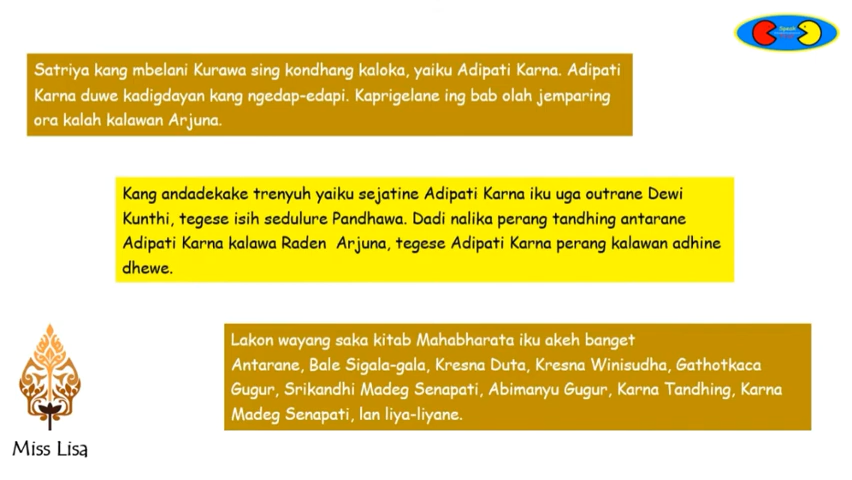 Satriya kang mbelani Kurawa sing kondhang kaloka, yaiku Adipati Karna. Adipati
Karna duwe kadigdayan kang ngedap-edapi. Kaprigelane ing bab olah jemparing
ora kalah kalawan Arjuna.
Kang andadekake trenyuh yaiku sejatine Adipati Karna iku uga outrane Dewi
Kunthi, tegese isih sedulure Pandhawa. Dadi nalika perang tandhing antarane
Adipati Karna kalawa Raden Arjuna, tegese Adipati Karna perang kalawan adhine
dhewe.
Lakon wayang saka kitab Mahabharata iku akeh banget
Antarane, Bale Sigala-gala, Kresna Duta, Kresna Winisudha, Gathotkaca
Gugur, Srikandhi Madeg Senapati, Abimanyu Gugur, Karna Tandhing, Karna
Madeg Senapati, lan liya-liyane.
Miss Lisa